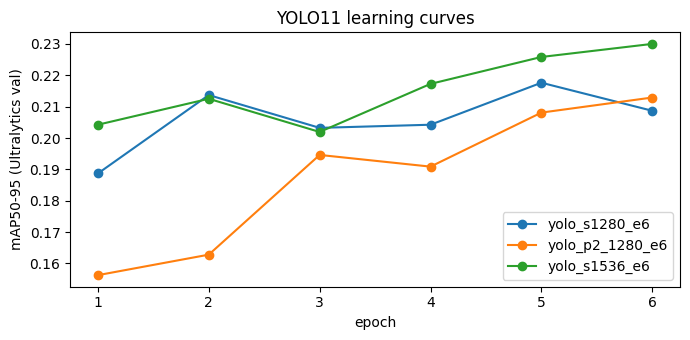 YOLO11 learning curves
mAP50-95 (Ultralytics val)
0.23
0.22
0.21
0.20
0.19
0.18
0.17
0.16
yolo_s1280_e6
yolo_p2_1280_e6
yolo_s1536_e6
1 2 3 4 5 6
epoch